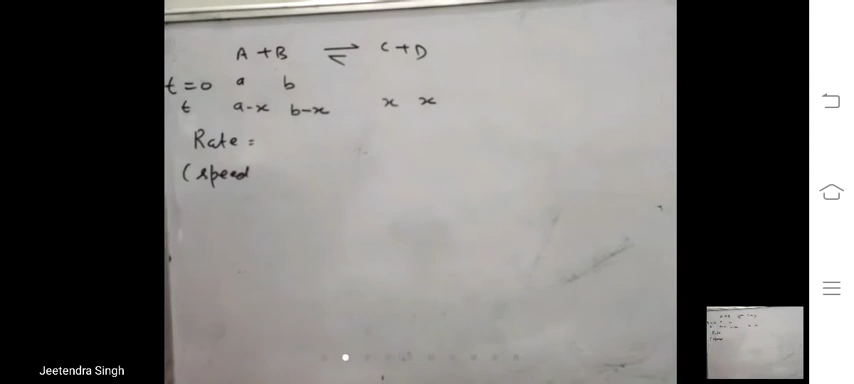 A + B ⇌ C + D
t = 0 a b
t a-x b-x x x
Rate =
(speed
Jeetendra Singh